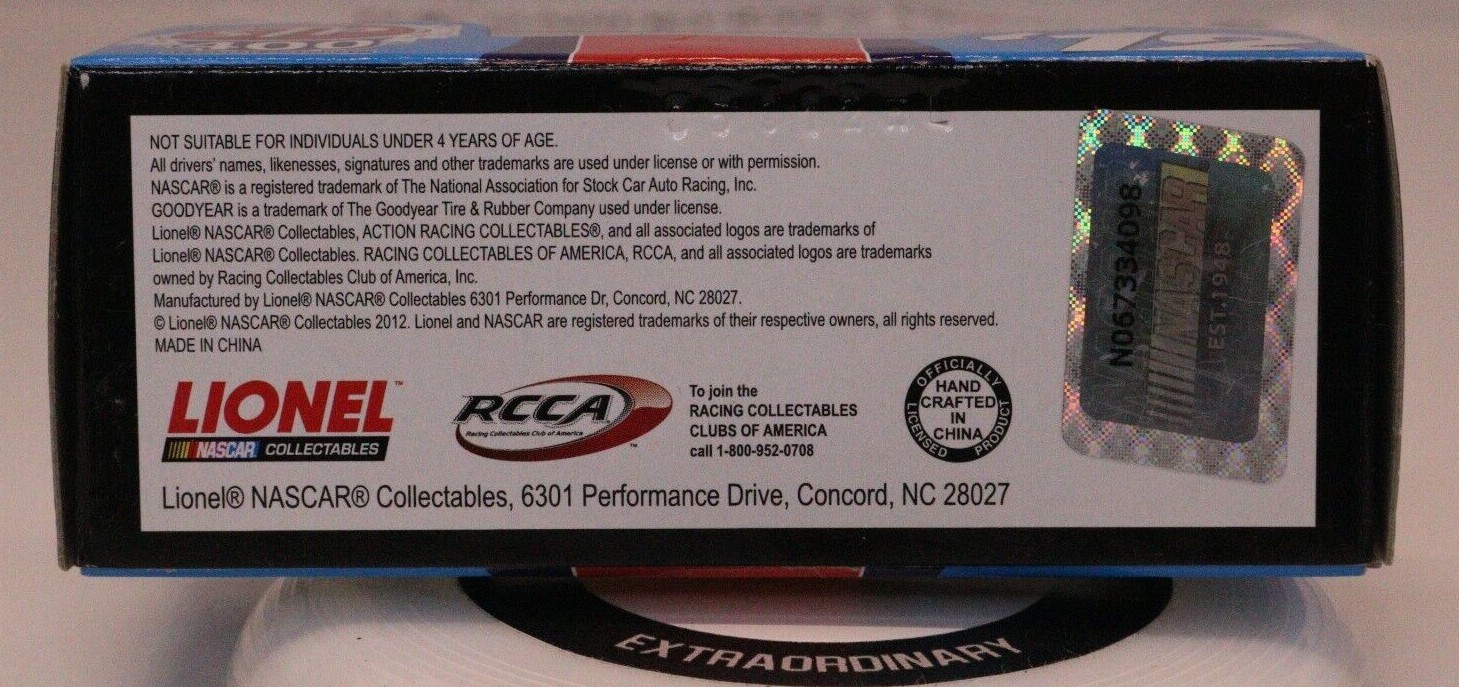 400
'12
NOT SUITABLE FOR INDIVIDUALS UNDER 4 YEARS OF AGE.
All drivers' names, likenesses, signatures and other trademarks are used under license or with permission.
NASCAR® is a registered trademark of The National Association for Stock Car Auto Racing, Inc.
GOODYEAR is a trademark of The Goodyear Tire & Rubber Company used under license.
Lionel® NASCAR® Collectables, ACTION RACING COLLECTABLES®, and all associated logos are trademarks of
Lionel® NASCAR® Collectables. RACING COLLECTABLES OF AMERICA, RCCA, and all associated logos are trademarks
owned by Racing Collectables Club of America, Inc.
Manufactured by Lionel® NASCAR® Collectables 6301 Performance Dr, Concord, NC 28027.
© Lionel® NASCAR® Collectables 2012. Lionel and NASCAR are registered trademarks of their respective owners, all rights reserved.
MADE IN CHINA
LIONEL™
NASCAR COLLECTABLES
RCCA
Racing Collectables Club of America
™
To join the
RACING COLLECTABLES
CLUBS OF AMERICA
call 1-800-952-0708
OFFICIALLY
HAND
CRAFTED
IN
CHINA
LICENSED PRODUCT
N067334098
NASCAR
EST.1948
Lionel® NASCAR® Collectables, 6301 Performance Drive, Concord, NC 28027
EXTRAORDINARY